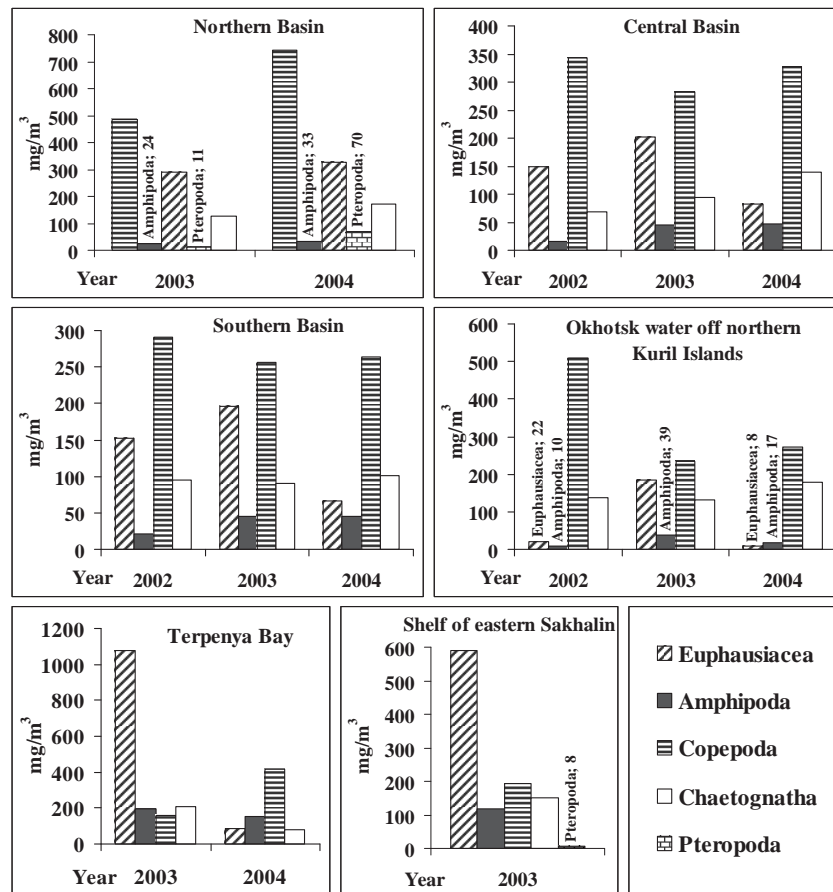 Northern Basin
mg/m³
800
700
600
500
400
300
200
100
0
Amphipoda; 24
Pteropoda; 11
Amphipoda; 33
Pteropoda; 70
Year 2003 2004
Central Basin
mg/m³
400
350
300
250
200
150
100
50
0
Year 2002 2003 2004
Southern Basin
mg/m³
300
250
200
150
100
50
0
Year 2002 2003 2004
Okhotsk water off northern
Kuril Islands
mg/m³
600
500
400
300
200
100
0
Euphausiacea; 22
Amphipoda; 10
Amphipoda; 39
Euphausiacea; 8
Amphipoda; 17
Year 2002 2003 2004
Terpenya Bay
mg/m³
1200
1000
800
600
400
200
0
Year 2003 2004
Shelf of eastern Sakhalin
mg/m³
600
500
400
300
200
100
0
Pteropoda; 8
Year 2003
Euphausiacea
Amphipoda
Copepoda
Chaetognatha
Pteropoda